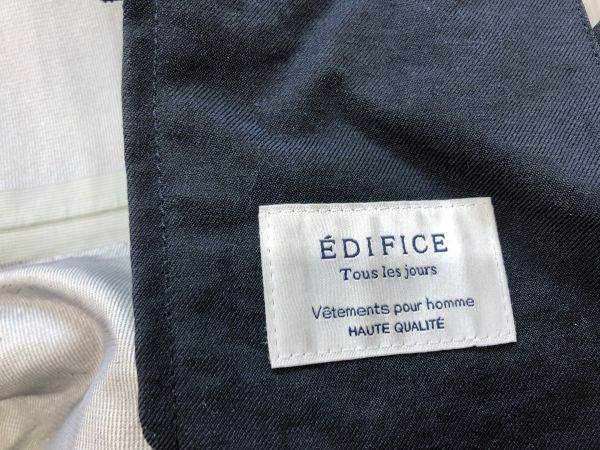 ÉDIFICE
Tous les jours
Vêtements pour homme
HAUTE QUALITÉ